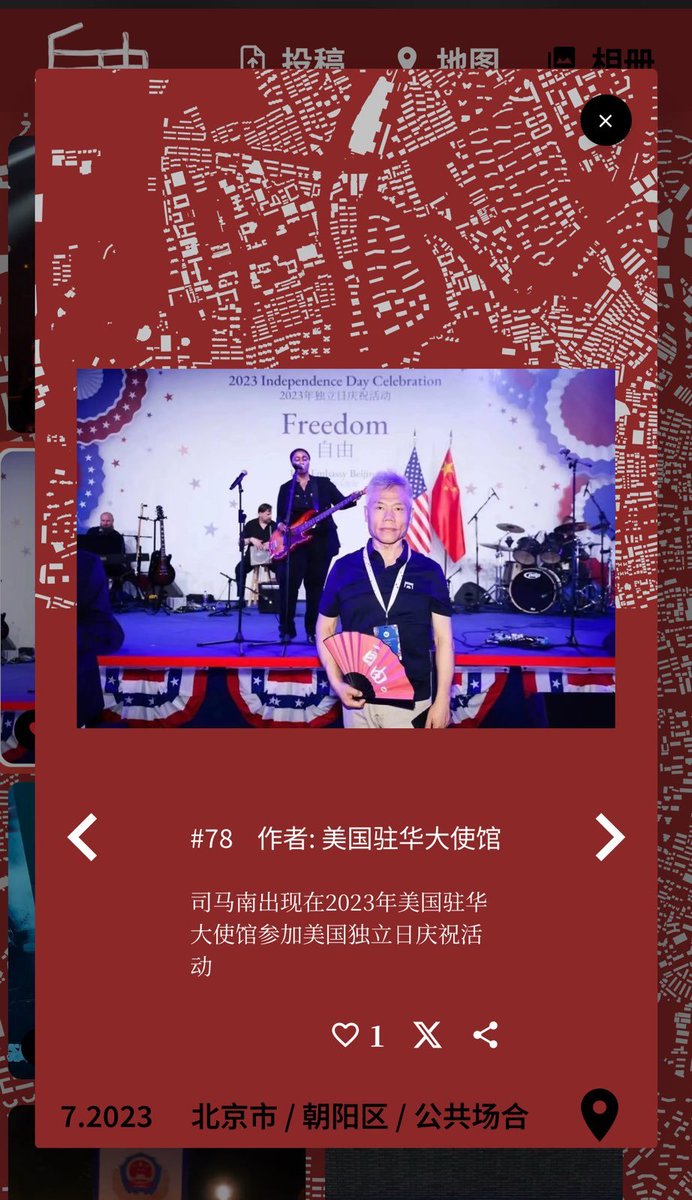 自由
投稿
地图
相册
2023 Independence Day Celebration
2023年独立日庆祝活动
Freedom
自由
Embassy Beijing
#78 作者: 美国驻华大使馆
司马南出现在2023年美国驻华
大使馆参加美国独立日庆祝活
动
1
7.2023 北京市 / 朝阳区 / 公共场合